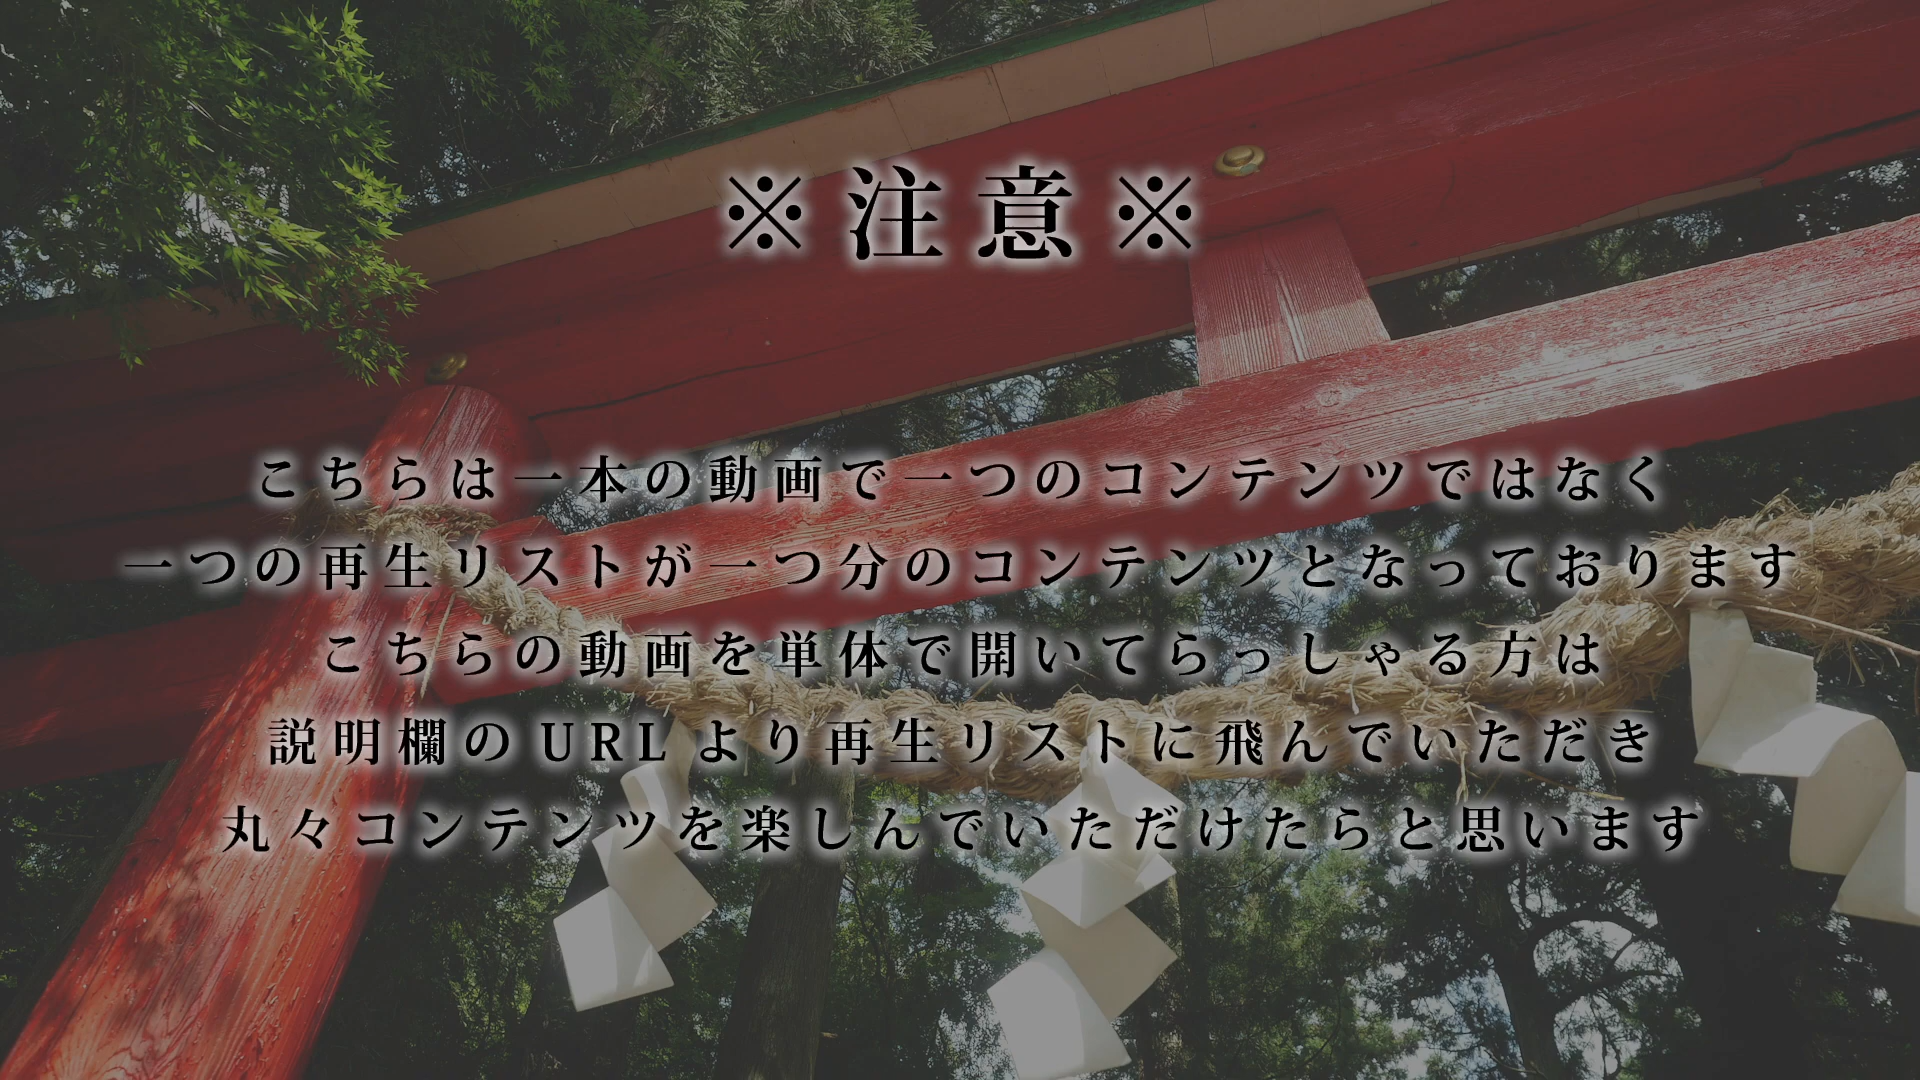 ※注意※
こちらは一本の動画で一つのコンテンツではなく
一つの再生リストが一つ分のコンテンツとなっております
こちらの動画を単体で開いてらっしゃる方は
説明欄のURLより再生リストに飛んでいただき
丸々コンテンツを楽しんでいただけたらと思います